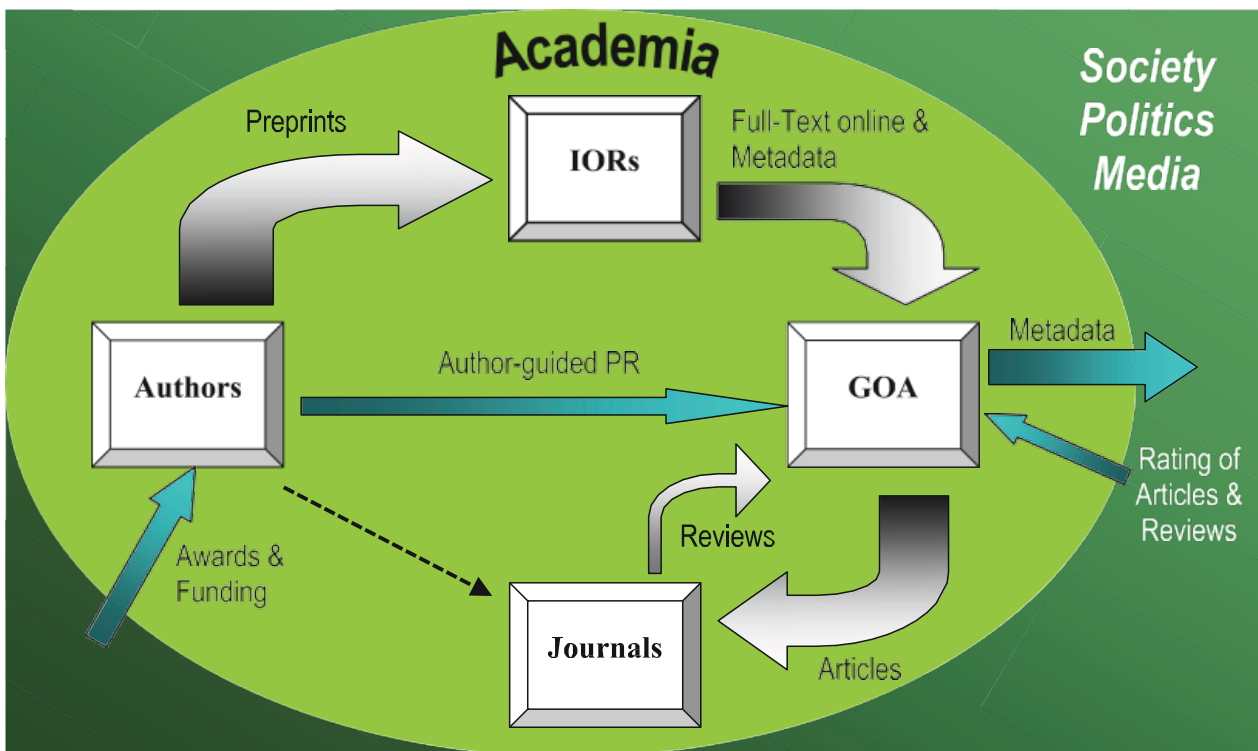 Academia
Society
Politics
Media
Preprints
IORs
Full-Text online &
Metadata
Authors
Author-guided PR
GOA
Metadata
Rating of
Articles &
Reviews
Reviews
Awards &
Funding
Journals
Articles